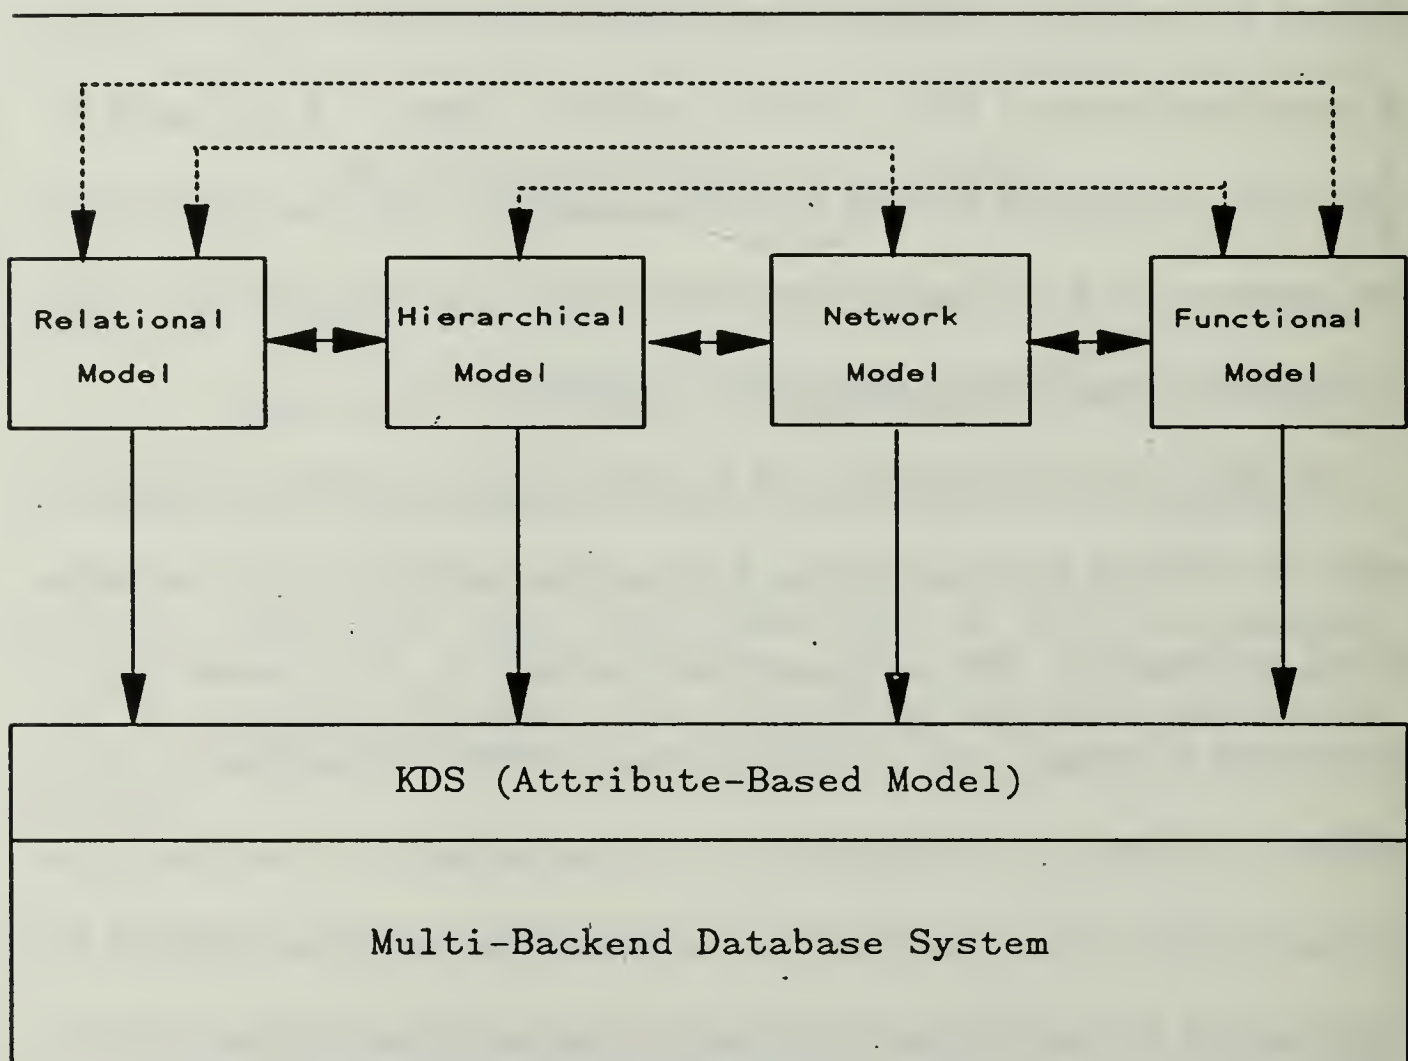 Relational
Model
Hierarchical
Model
Network
Model
Functional
Model
KDS (Attribute-Based Model)
Multi-Backend Database System